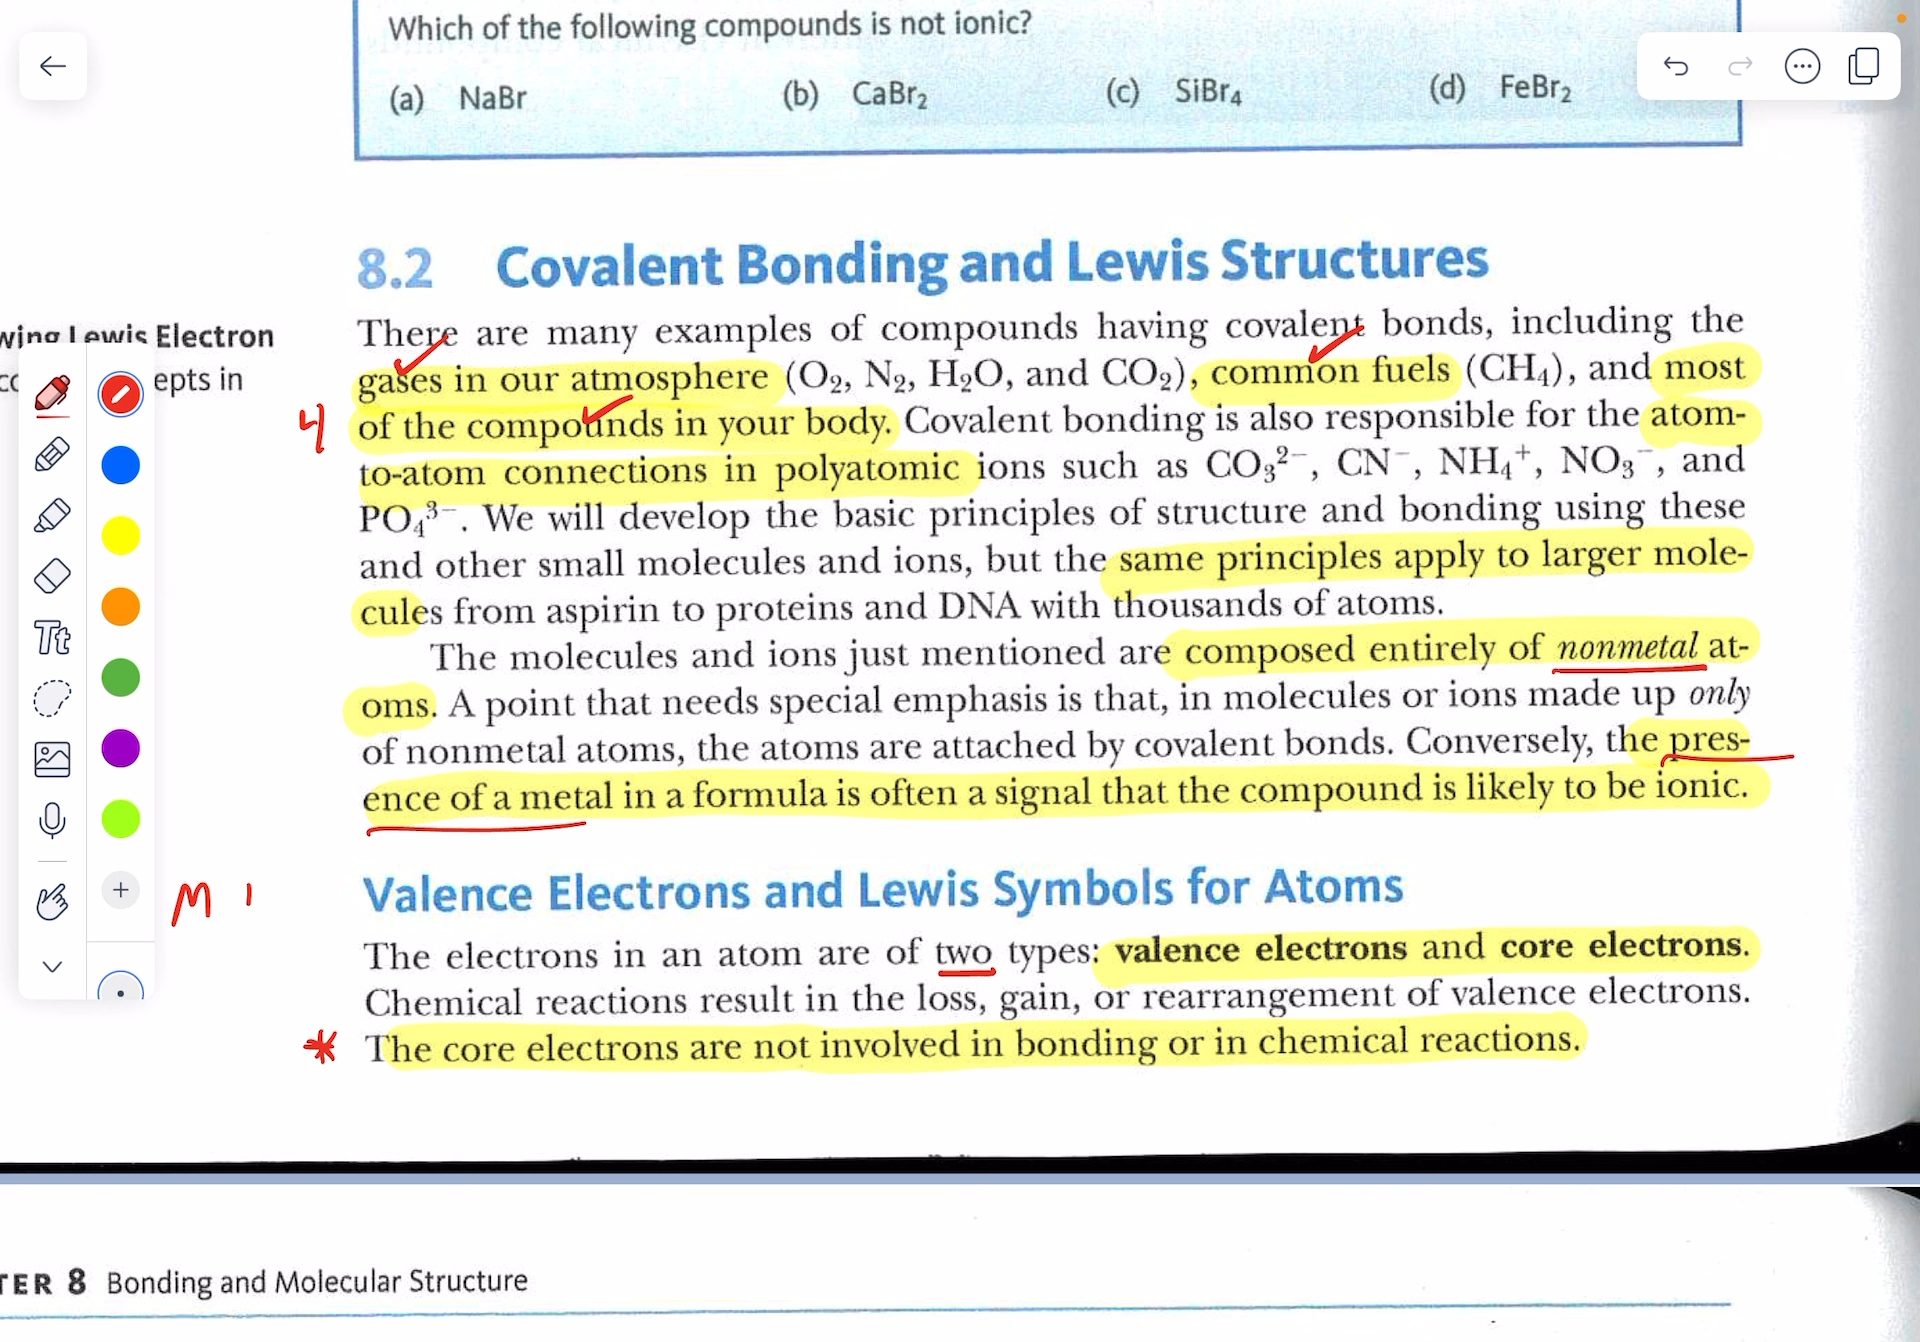 Which of the following compounds is not ionic?
(a) NaBr (b) CaBr₂ (c) SiBr₄ (d) FeBr₂
8.2 Covalent Bonding and Lewis Structures
Electron
epts in
There are many examples of compounds having covalent bonds, including the
gases in our atmosphere (O₂, N₂, H₂O, and CO₂), common fuels (CH₄), and most
4 of the compounds in your body. Covalent bonding is also responsible for the atom-
to-atom connections in polyatomic ions such as CO₃²⁻, CN⁻, NH₄⁺, NO₃⁻, and
PO₄³⁻. We will develop the basic principles of structure and bonding using these
and other small molecules and ions, but the same principles apply to larger mole-
cules from aspirin to proteins and DNA with thousands of atoms.
The molecules and ions just mentioned are composed entirely of nonmetal at-
oms. A point that needs special emphasis is that, in molecules or ions made up only
of nonmetal atoms, the atoms are attached by covalent bonds. Conversely, the pres-
ence of a metal in a formula is often a signal that the compound is likely to be ionic.
M
Valence Electrons and Lewis Symbols for Atoms
The electrons in an atom are of two types: valence electrons and core electrons.
Chemical reactions result in the loss, gain, or rearrangement of valence electrons.
* The core electrons are not involved in bonding or in chemical reactions.
Tt
TER 8 Bonding and Molecular Structure